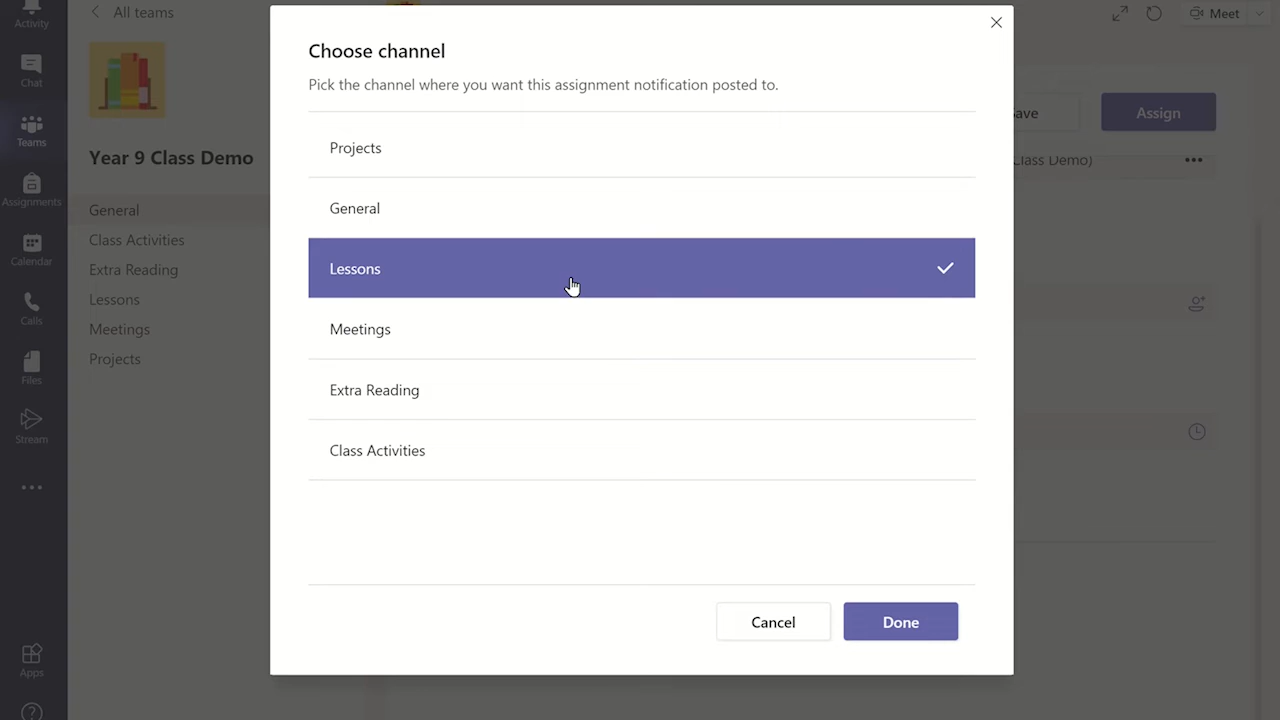 Activity
Chat
Teams
Assignments
Calendar
Calls
Files
Stream
Apps
All teams
Year 9 Class Demo
General
Class Activities
Extra Reading
Lessons
Meetings
Projects
Choose channel
Pick the channel where you want this assignment notification posted to.
Projects
General
Lessons
Meetings
Extra Reading
Class Activities
Cancel
Done
Meet
Assign
Class Demo)